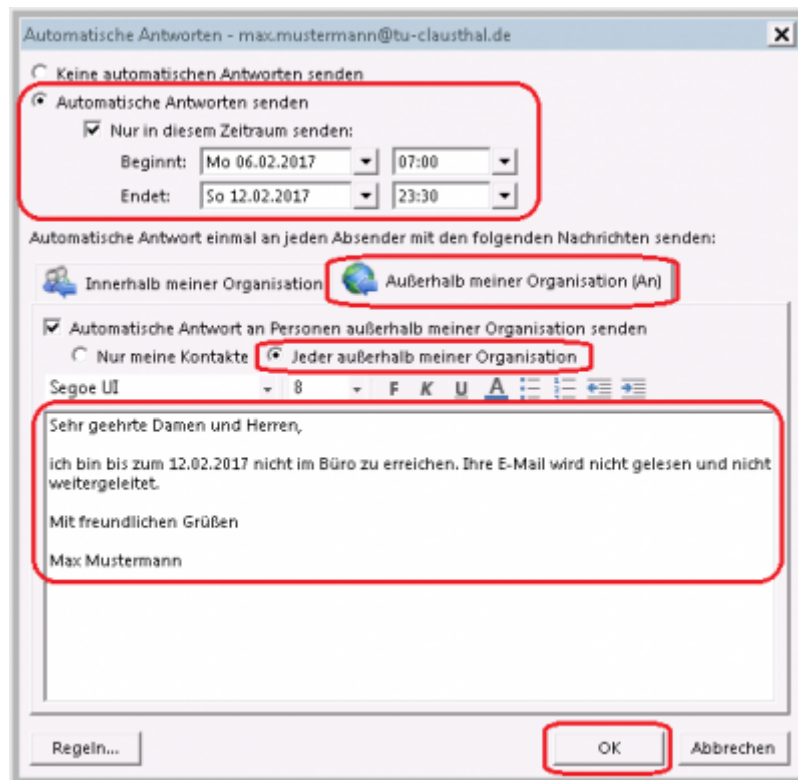 Automatische Antworten - max.mustermann@tu-clausthal.de
Keine automatischen Antworten senden
Automatische Antworten senden
Nur in diesem Zeitraum senden:
Beginnt: Mo 06.02.2017 07:00
Endet: So 12.02.2017 23:30
Automatische Antwort einmal an jeden Absender mit den folgenden Nachrichten senden:
Innerhalb meiner Organisation Außerhalb meiner Organisation (An)
Automatische Antwort an Personen außerhalb meiner Organisation senden
Nur meine Kontakte Jeder außerhalb meiner Organisation
Segoe UI 8 F K U A
Sehr geehrte Damen und Herren,
ich bin bis zum 12.02.2017 nicht im Büro zu erreichen. Ihre E-Mail wird nicht gelesen und nicht
weitergeleitet.
Mit freundlichen Grüßen
Max Mustermann
Regeln... OK Abbrechen